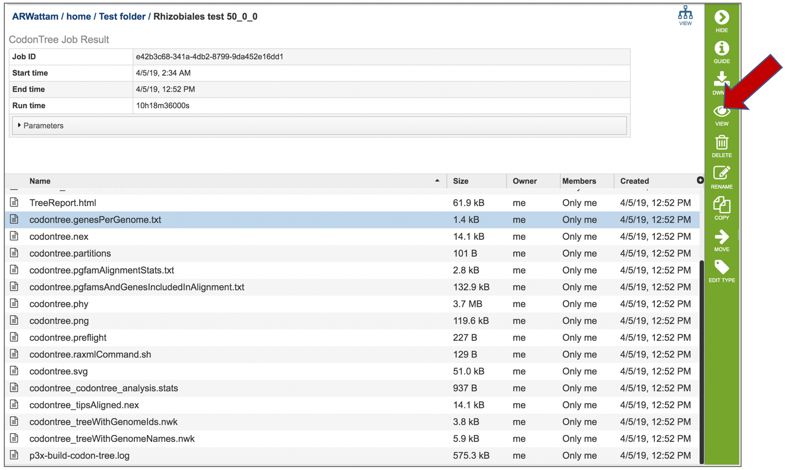 ARWattam / home / Test folder / Rhizobiales test 50_0_0
VIEW
CodonTree Job Result
Job ID e42b3c68-341a-4db2-8799-9da452e16dd1
Start time 4/5/19, 2:34 AM
End time 4/5/19, 12:52 PM
Run time 10h18m36000s
Parameters
Name Size Owner Members Created
TreeReport.html 61.9 kB me Only me 4/5/19, 12:52 PM
codontree.genesPerGenome.txt 1.4 kB me Only me 4/5/19, 12:52 PM
codontree.nex 14.1 kB me Only me 4/5/19, 12:52 PM
codontree.partitions 101 B me Only me 4/5/19, 12:52 PM
codontree.pgfamAlignmentStats.txt 2.8 kB me Only me 4/5/19, 12:52 PM
codontree.pgfamsAndGenesIncludedInAlignment.txt 132.9 kB me Only me 4/5/19, 12:52 PM
codontree.phy 3.7 MB me Only me 4/5/19, 12:52 PM
codontree.png 119.6 kB me Only me 4/5/19, 12:52 PM
codontree.preflight 227 B me Only me 4/5/19, 12:52 PM
codontree.raxmlCommand.sh 129 B me Only me 4/5/19, 12:52 PM
codontree.svg 51.0 kB me Only me 4/5/19, 12:52 PM
codontree_codontree_analysis.stats 937 B me Only me 4/5/19, 12:52 PM
codontree_tipsAligned.nex 14.1 kB me Only me 4/5/19, 12:52 PM
codontree_treeWithGenomeIds.nwk 3.8 kB me Only me 4/5/19, 12:52 PM
codontree_treeWithGenomeNames.nwk 5.9 kB me Only me 4/5/19, 12:52 PM
p3x-build-codon-tree.log 575.3 kB me Only me 4/5/19, 12:52 PM
HIDE
GUIDE
DWN
VIEW
DELETE
RENAME
COPY
MOVE
EDIT TYPE